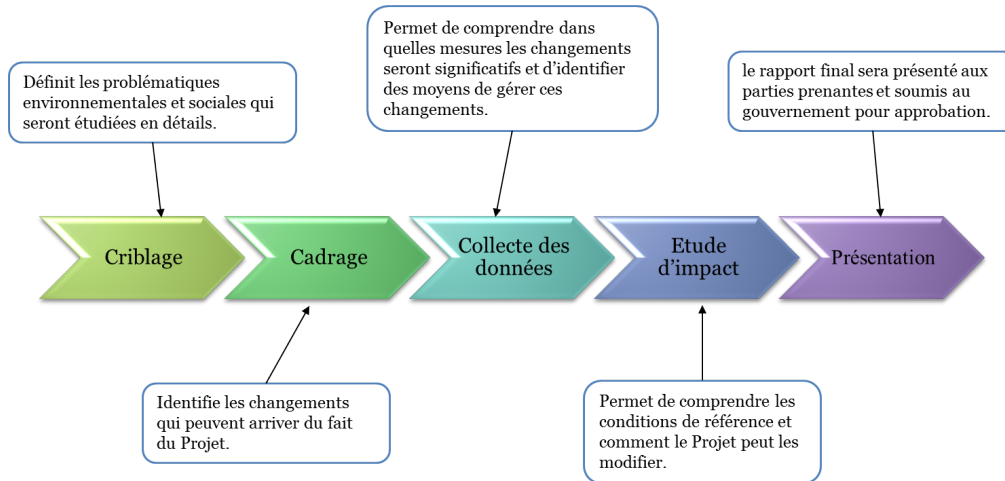 Permet de comprendre dans
quelles mesures les changements
seront significatifs et d’identifier
des moyens de gérer ces
changements.
Définit les problématiques
environnementales et sociales qui
seront étudiées en détails.
le rapport final sera présenté aux
parties prenantes et soumis au
gouvernement pour approbation.
Criblage
Cadrage
Collecte des
données
Etude
d’impact
Présentation
Identifie les changements
qui peuvent arriver du fait
du Projet.
Permet de comprendre les
conditions de référence et
comment le Projet peut les
modifier.